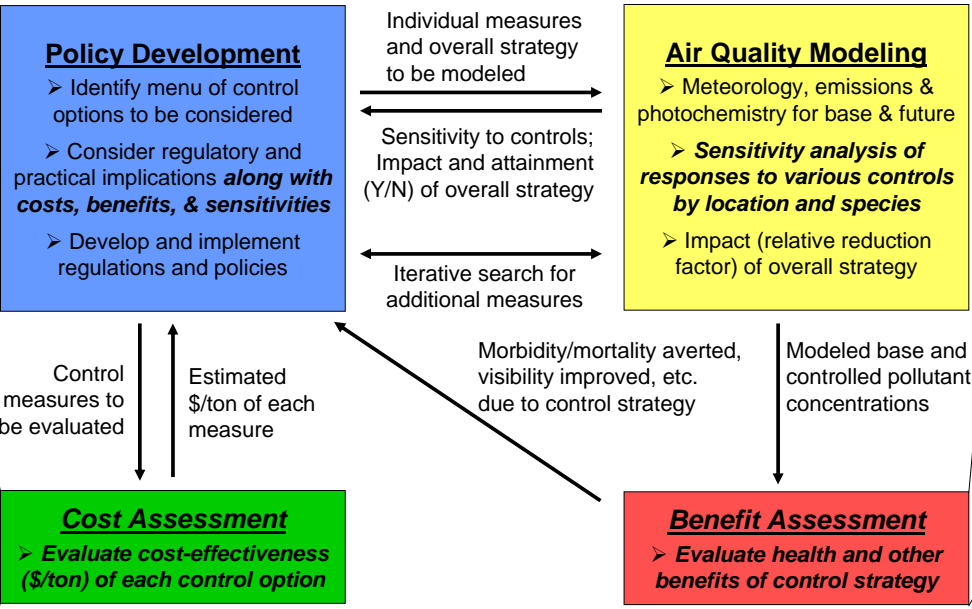 Policy Development
➢ Identify menu of control
options to be considered
➢ Consider regulatory and
practical implications along with
costs, benefits, & sensitivities
➢ Develop and implement
regulations and policies
Individual measures
and overall strategy
to be modeled
Sensitivity to controls;
Impact and attainment
(Y/N) of overall strategy
Iterative search for
additional measures
Air Quality Modeling
➢ Meteorology, emissions &
photochemistry for base & future
➢ Sensitivity analysis of
responses to various controls
by location and species
➢ Impact (relative reduction
factor) of overall strategy
Control
measures to
be evaluated
Estimated
$/ton of each
measure
Morbidity/mortality averted,
visibility improved, etc.
due to control strategy
Modeled base and
controlled pollutant
concentrations
Cost Assessment
➢ Evaluate cost-effectiveness
($/ton) of each control option
Benefit Assessment
➢ Evaluate health and other
benefits of control strategy